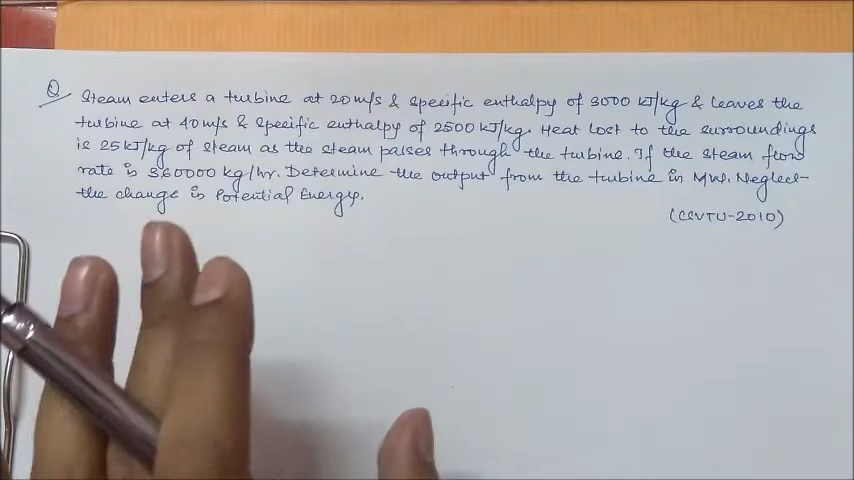 Q Steam enters a turbine at 20 m/s & specific enthalpy of 3000 KJ/kg & leaves the
turbine at 40 m/s & specific enthalpy of 2500 KJ/kg. Heat lost to the surroundings
is 25 KJ/kg of steam as the steam passes through the turbine. If the steam flow
rate is 360000 kg/hr. Determine the output from the turbine in MW. Neglect
the change in Potential Energy.
(CSVTU-2010)